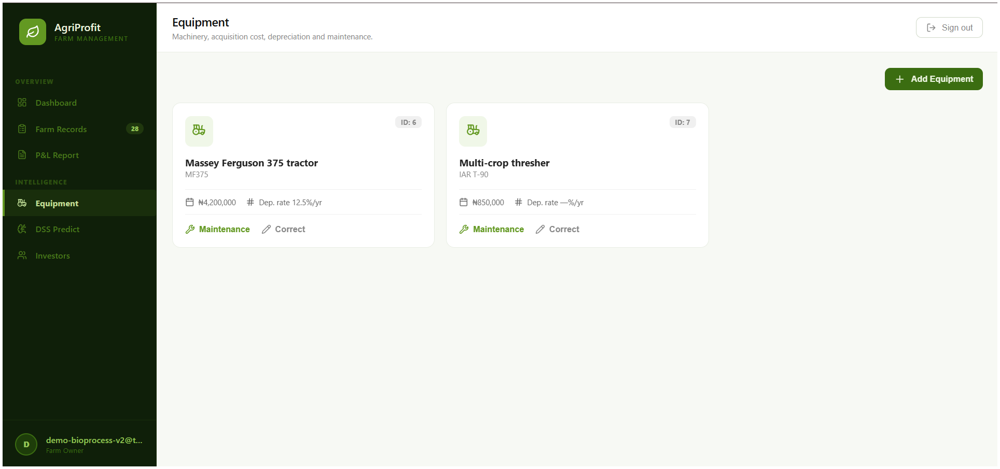 AgriProfit
FARM MANAGEMENT
OVERVIEW
Dashboard
Farm Records 28
P&L Report
INTELLIGENCE
Equipment
DSS Predict
Investors
D
demo-bioprocess-v2@t...
Farm Owner
Equipment
Machinery, acquisition cost, depreciation and maintenance.
Sign out
Add Equipment
ID: 6
Massey Ferguson 375 tractor
MF375
₦4,200,000 Dep. rate 12.5%/yr
Maintenance Correct
ID: 7
Multi-crop thresher
IAR T-90
₦850,000 Dep. rate —%/yr
Maintenance Correct